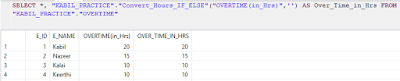 SELECT *, "KABIL_PRACTICE"."Convert_Hours_IF_ELSE"("OVERTIME(in_Hrs)",'') AS Over_Time_in_Hrs FROM
"KABIL_PRACTICE"."OVERTIME"
E_ID E_NAME OVERTIME(in_Hrs) OVER_TIME_IN_HRS
1 1 Kabil 20 20
2 2 Nazeer 15 15
3 3 Kalai 10 10
4 4 Keerthi 10 10